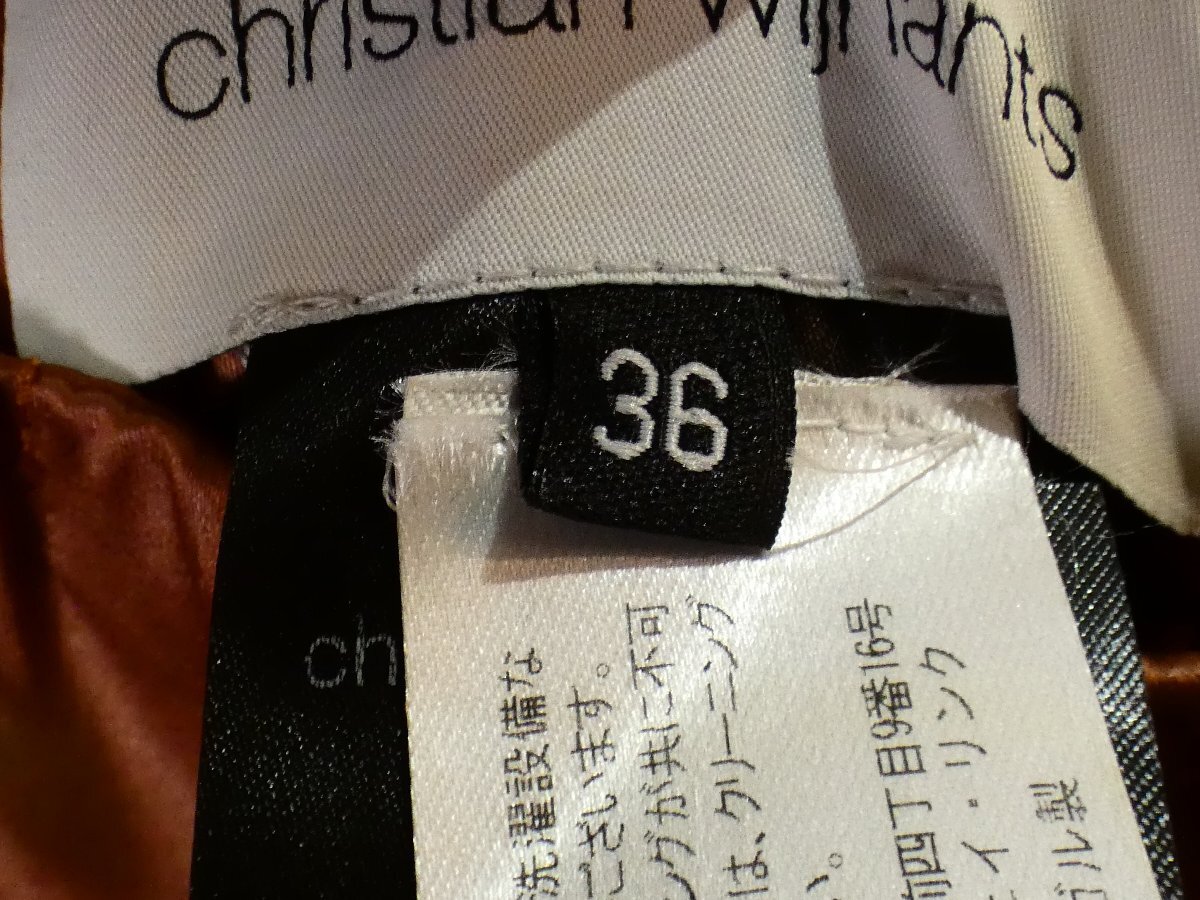 christian wijnants
36
ch
洗濯設備な
ございます。
ングが共に不可
は、クリーニング
い。
四丁目9番16号
イ・リンク
ガル製